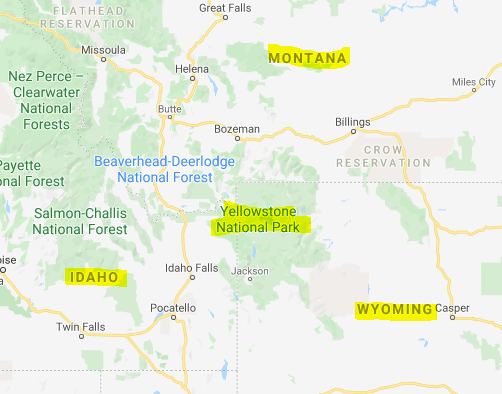 FLATHEAD
RESERVATION
Great Falls
Missoula
MONTANA
Helena
Nez Perce –
Clearwater
National
Forests
Miles City
Butte
Billings
Bozeman
CROW
RESERVATION
Payette
onal Forest
Beaverhead-Deerlodge
National Forest
Salmon-Challis
National Forest
Yellowstone
National Park
oise
IDAHO
Idaho Falls
Jackson
Pocatello
WYOMING
Casper
Twin Falls